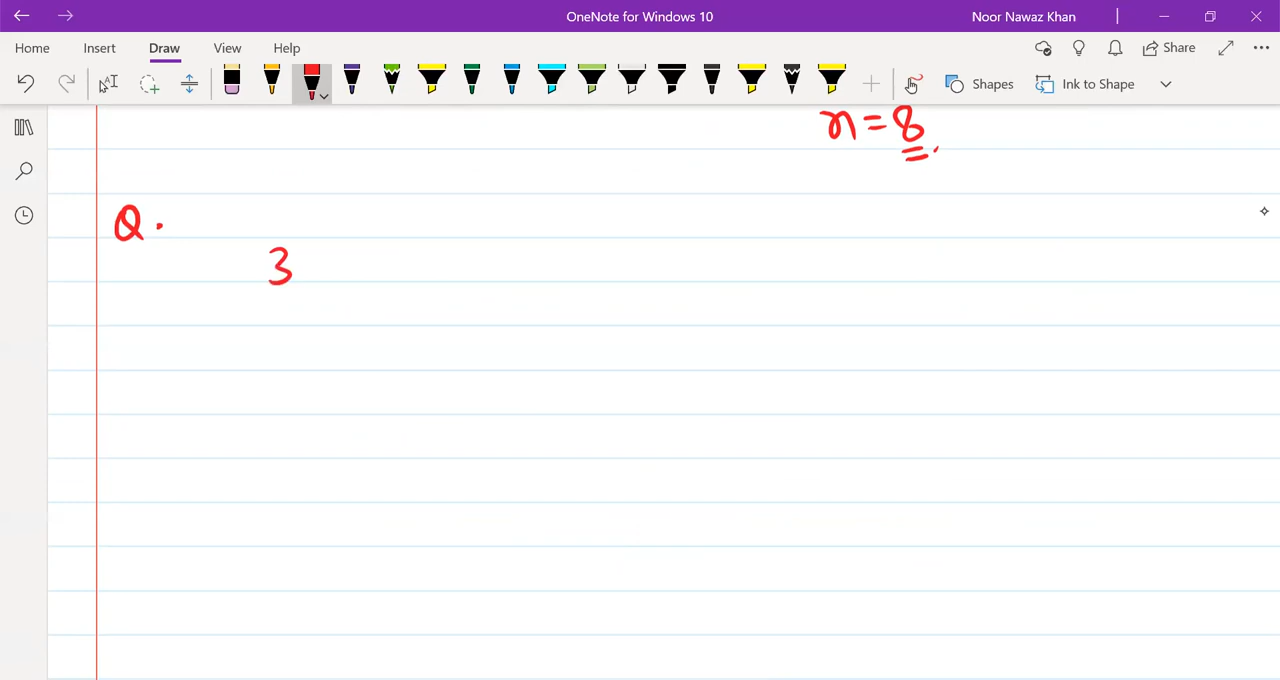 OneNote for Windows 10 Noor Nawaz Khan
Home Insert Draw View Help Share
Shapes Ink to Shape
n = 8
Q.
3